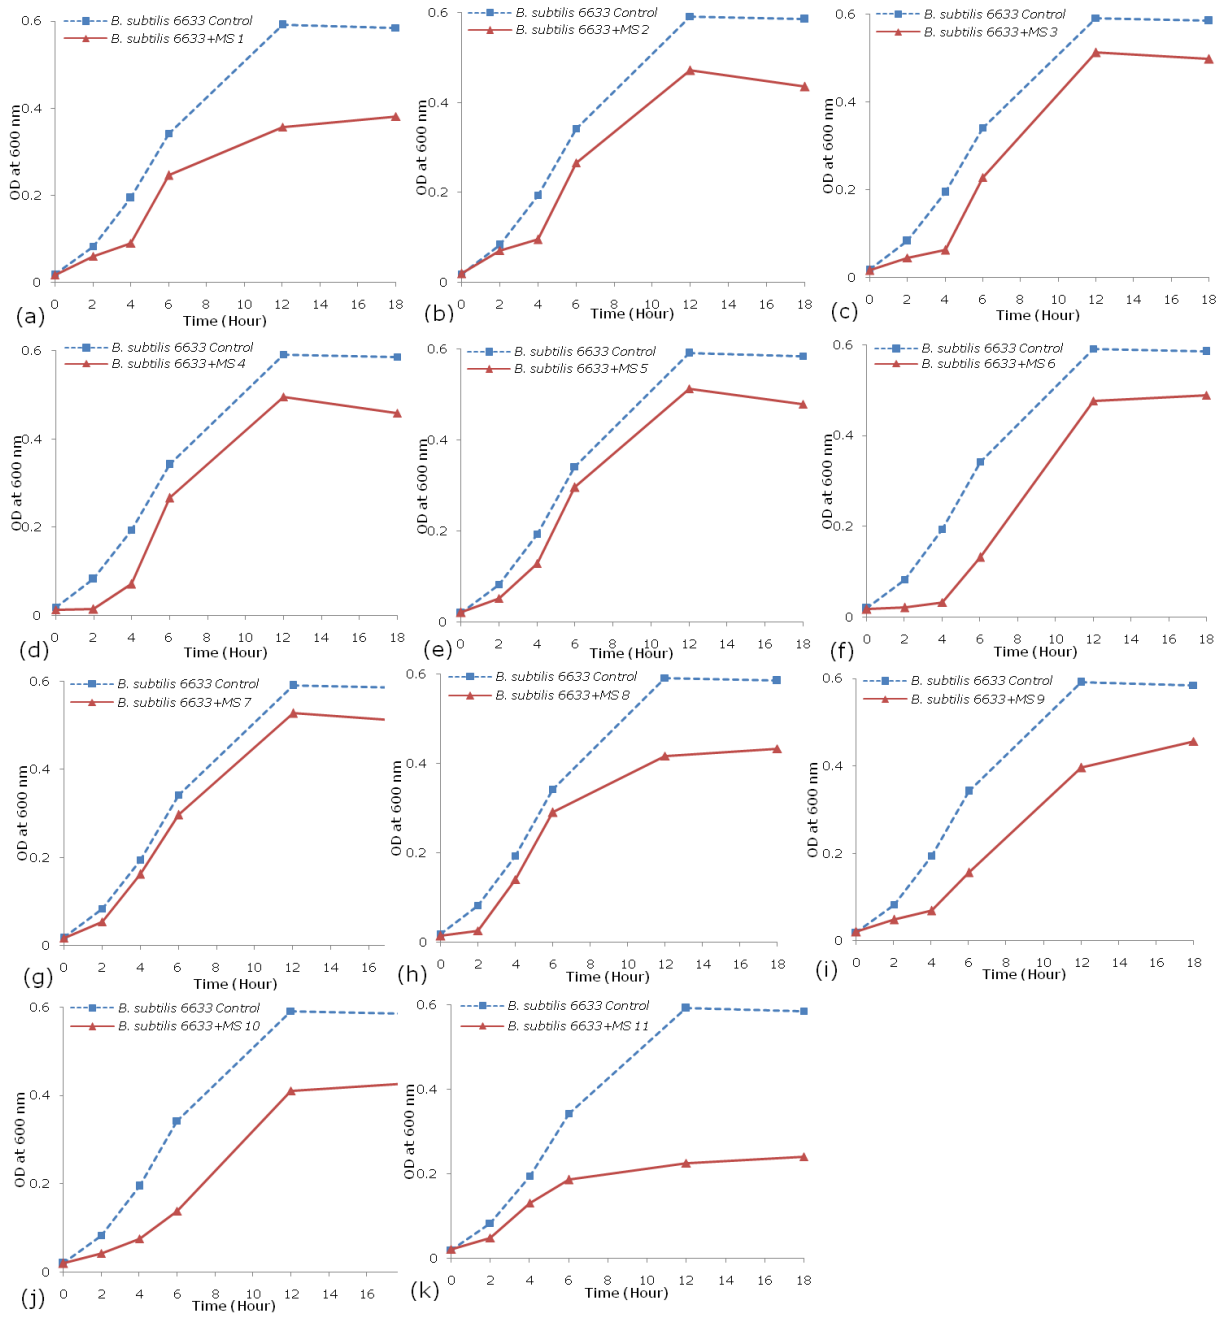 B. subtilis 6633 Control
B. subtilis 6633+MS 1
OD at 600 nm
0.6
0.4
0.2
0
0 2 4 6 8 10 12 14 16 18
Time (Hour)
(a)
B. subtilis 6633 Control
B. subtilis 6633+MS 2
OD at 600 nm
0.6
0.4
0.2
0
0 2 4 6 8 10 12 14 16 18
Time (Hour)
(b)
B. subtilis 6633 Control
B. subtilis 6633+MS 3
OD at 600 nm
0.6
0.4
0.2
0
0 2 4 6 8 10 12 14 16 18
Time (Hour)
(c)
B. subtilis 6633 Control
B. subtilis 6633+MS 4
OD at 600 nm
0.6
0.4
0.2
0
0 2 4 6 8 10 12 14 16 18
Time (Hour)
(d)
B. subtilis 6633 Control
B. subtilis 6633+MS 5
OD at 600 nm
0.6
0.4
0.2
0
0 2 4 6 8 10 12 14 16 18
Time (Hour)
(e)
B. subtilis 6633 Control
B. subtilis 6633+MS 6
OD at 600 nm
0.6
0.4
0.2
0
0 2 4 6 8 10 12 14 16 18
Time (Hour)
(f)
B. subtilis 6633 Control
B. subtilis 6633+MS 7
OD at 600 nm
0.6
0.4
0.2
0
0 2 4 6 8 10 12 14 16
Time (Hour)
(g)
B. subtilis 6633 Control
B. subtilis 6633+MS 8
OD at 600 nm
0.6
0.4
0.2
0
0 2 4 6 8 10 12 14 16 18
Time (Hour)
(h)
B. subtilis 6633 Control
B. subtilis 6633+MS 9
OD at 600 nm
0.6
0.4
0.2
0
0 2 4 6 8 10 12 14 16 18
Time (Hour)
(i)
B. subtilis 6633 Control
B. subtilis 6633+MS 10
OD at 600 nm
0.6
0.4
0.2
0
0 2 4 6 8 10 12 14 16
Time (Hour)
(j)
B. subtilis 6633 Control
B. subtilis 6633+MS 11
OD at 600 nm
0.6
0.4
0.2
0
0 2 4 6 8 10 12 14 16 18
Time (Hour)
(k)